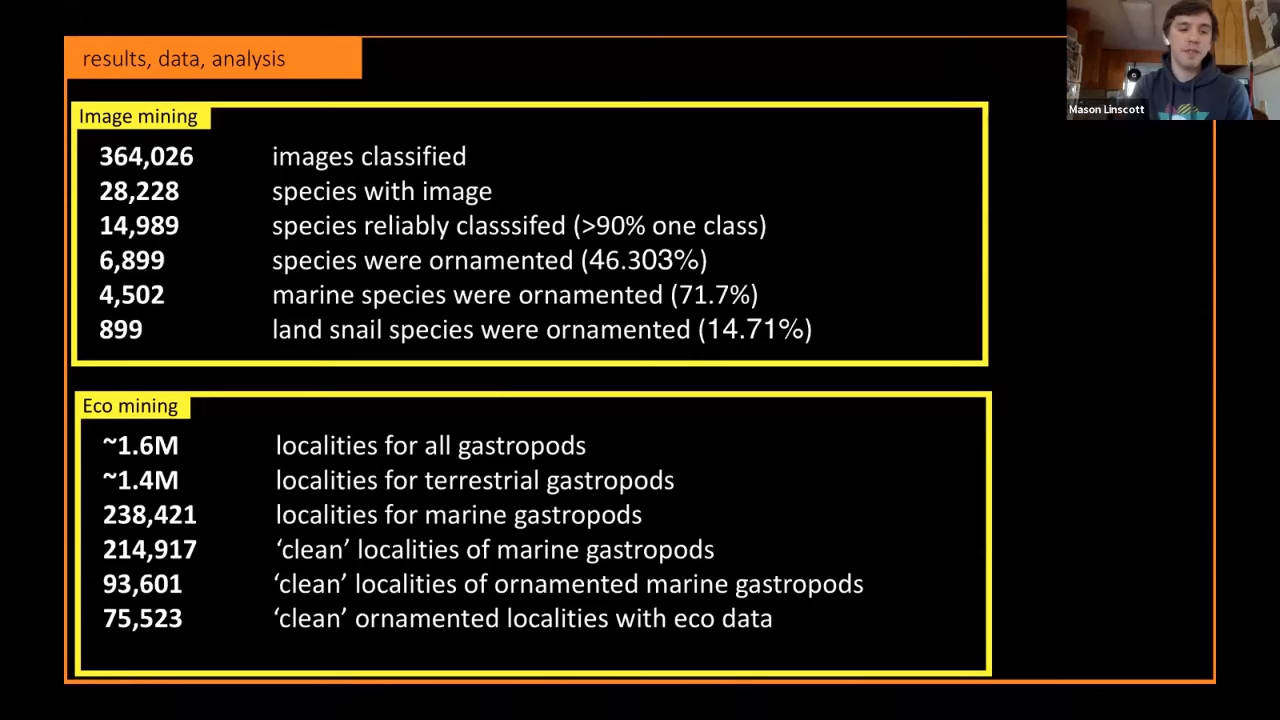 results, data, analysis
Mason Linscott
Image mining
364,026 images classified
28,228 species with image
14,989 species reliably classsifed (>90% one class)
6,899 species were ornamented (46.303%)
4,502 marine species were ornamented (71.7%)
899 land snail species were ornamented (14.71%)
Eco mining
~1.6M localities for all gastropods
~1.4M localities for terrestrial gastropods
238,421 localities for marine gastropods
214,917 ‘clean’ localities of marine gastropods
93,601 ‘clean’ localities of ornamented marine gastropods
75,523 ‘clean’ ornamented localities with eco data